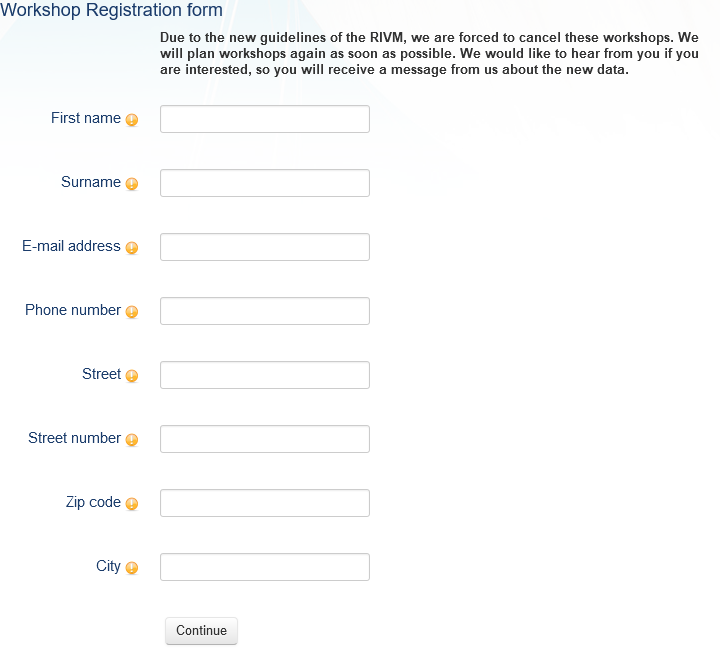 Workshop Registration form
Due to the new guidelines of the RIVM, we are forced to cancel these workshops. We
will plan workshops again as soon as possible. We would like to hear from you if you
are interested, so you will receive a message from us about the new data.
First name
Surname
E-mail address
Phone number
Street
Street number
Zip code
City
Continue